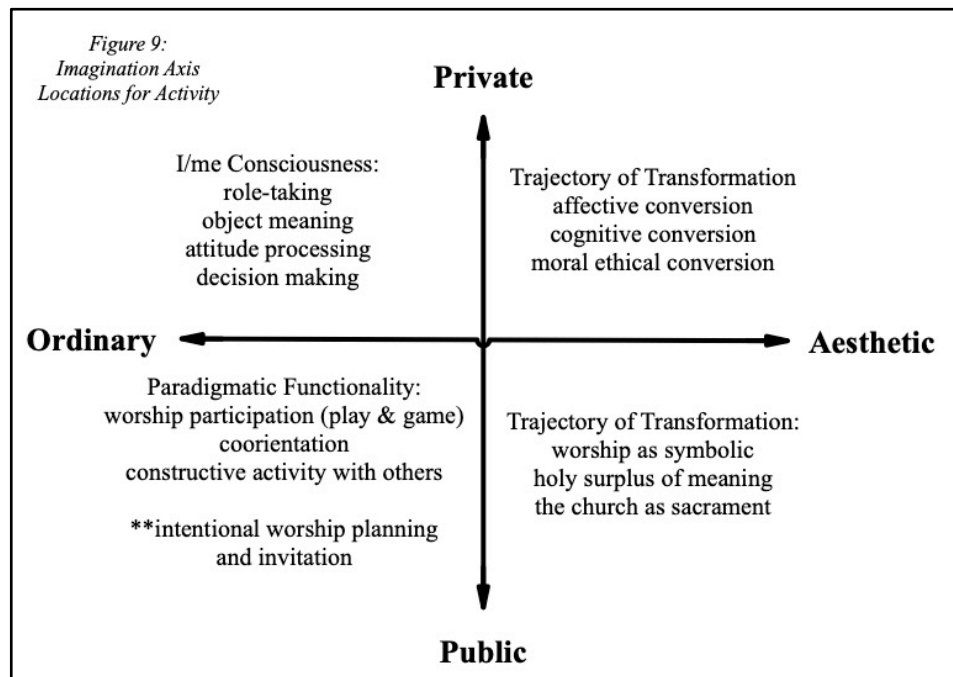 Figure 9:
Imagination Axis
Locations for Activity
Private
I/me Consciousness:
role-taking
object meaning
attitude processing
decision making
Trajectory of Transformation
affective conversion
cognitive conversion
moral ethical conversion
Ordinary
Aesthetic
Paradigmatic Functionality:
worship participation (play & game)
coorientation
constructive activity with others
**intentional worship planning
and invitation
Trajectory of Transformation:
worship as symbolic
holy surplus of meaning
the church as sacrament
Public